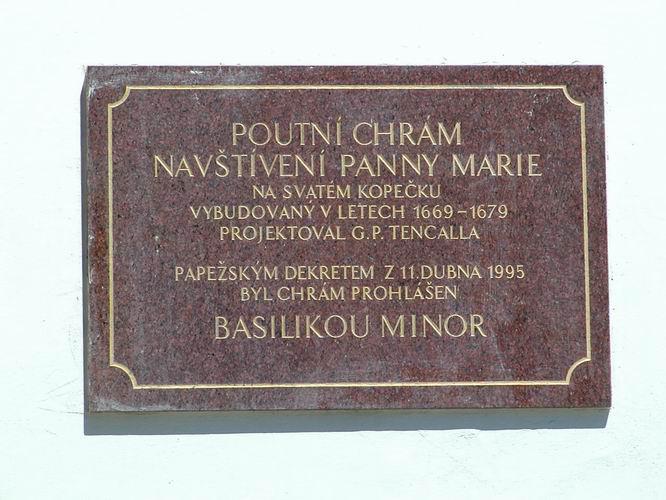 POUTNÍ CHRÁM
NAVŠTÍVENÍ PANNY MARIE
NA SVATÉM KOPEČKU
VYBUDOVANÝ V LETECH 1669-1679
PROJEKTOVAL G.P. TENCALLA
PAPEŽSKÝM DEKRETEM Z 11.DUBNA 1995
BYL CHRÁM PROHLÁŠEN
BASILIKOU MINOR